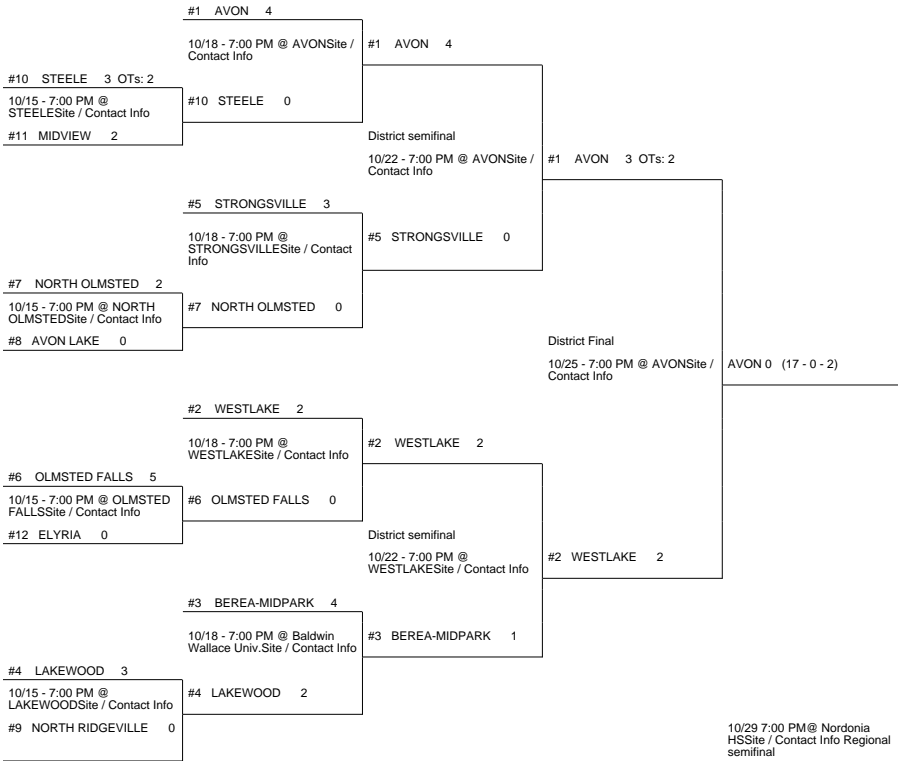 #1 AVON 4
10/18 - 7:00 PM @ AVONSite /
Contact Info
#1 AVON 4
#10 STEELE 3 OTs: 2
10/15 - 7:00 PM @
STEELESite / Contact Info
#10 STEELE 0
#11 MIDVIEW 2
District semifinal
10/22 - 7:00 PM @ AVONSite /
Contact Info
#1 AVON 3 OTs: 2
#5 STRONGSVILLE 3
10/18 - 7:00 PM @
STRONGSVILLESite / Contact
Info
#5 STRONGSVILLE 0
#7 NORTH OLMSTED 2
10/15 - 7:00 PM @ NORTH
OLMSTEDSite / Contact Info
#7 NORTH OLMSTED 0
#8 AVON LAKE 0
District Final
10/25 - 7:00 PM @ AVONSite /
Contact Info
AVON 0 (17 - 0 - 2)
#2 WESTLAKE 2
10/18 - 7:00 PM @
WESTLAKESite / Contact Info
#2 WESTLAKE 2
#6 OLMSTED FALLS 5
10/15 - 7:00 PM @ OLMSTED
FALLSSite / Contact Info
#6 OLMSTED FALLS 0
#12 ELYRIA 0
District semifinal
10/22 - 7:00 PM @
WESTLAKESite / Contact Info
#2 WESTLAKE 2
#3 BEREA-MIDPARK 4
10/18 - 7:00 PM @ Baldwin
Wallace Univ.Site / Contact Info
#3 BEREA-MIDPARK 1
#4 LAKEWOOD 3
10/15 - 7:00 PM @
LAKEWOODSite / Contact Info
#4 LAKEWOOD 2
#9 NORTH RIDGEVILLE 0
10/29 7:00 PM@ Nordonia
HSSite / Contact Info Regional
semifinal